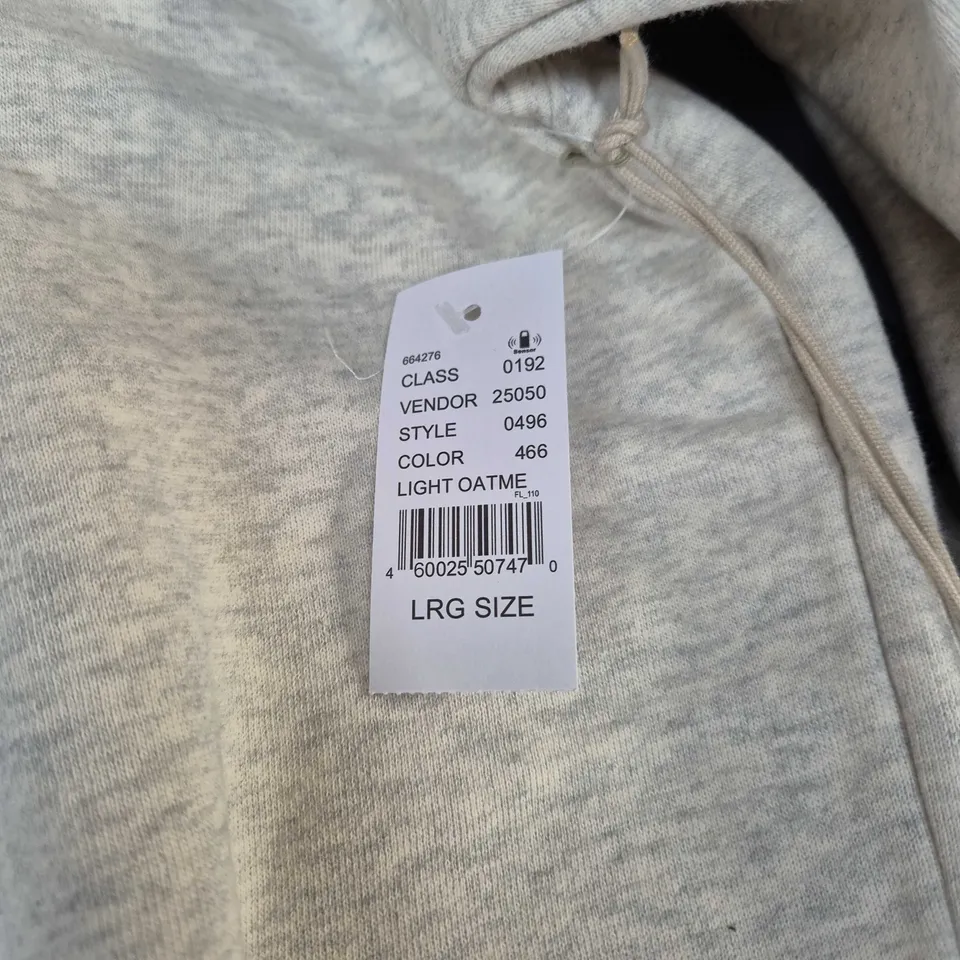 664276
Sensor
CLASS 0192
VENDOR 25050
STYLE 0496
COLOR 466
LIGHT OATME
FL_110
4 60025 50747 0
LRG SIZE